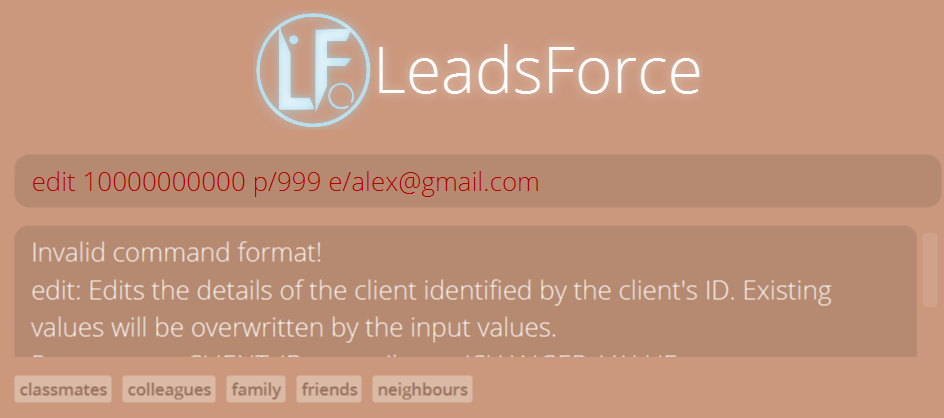 LF
LeadsForce
edit 10000000000 p/999 e/alex@gmail.com
Invalid command format!
edit: Edits the details of the client identified by the client's ID. Existing
values will be overwritten by the input values.
classmates colleagues family friends neighbours